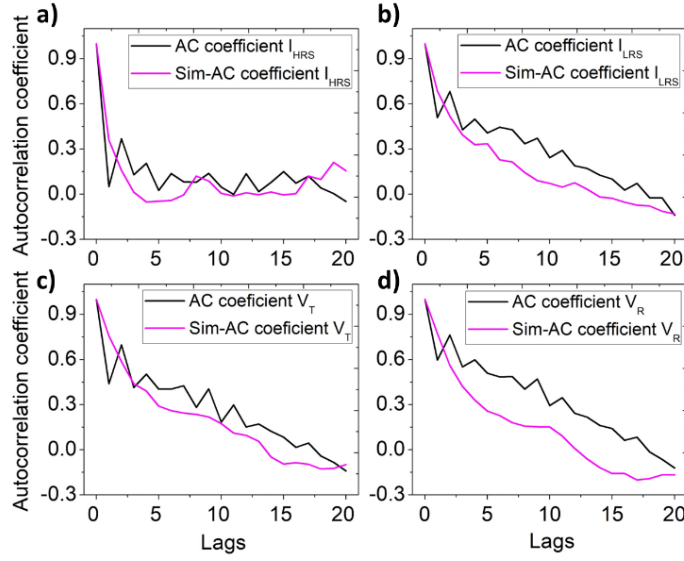 a)
AC coefficient I_HRS
Sim-AC coefficient I_HRS
Autocorrelation coefficient
0.9
0.6
0.3
0.0
-0.3
0 5 10 15 20
b)
AC coefficient I_LRS
Sim-AC coefficient I_LRS
0.9
0.6
0.3
0.0
-0.3
0 5 10 15 20
c)
AC coeficient V_T
Sim-AC coeficient V_T
Autocorrelation coefficient
0.9
0.6
0.3
0.0
-0.3
0 5 10 15 20
Lags
d)
AC coefficient V_R
Sim-AC coefficient V_R
0.9
0.6
0.3
0.0
-0.3
0 5 10 15 20
Lags